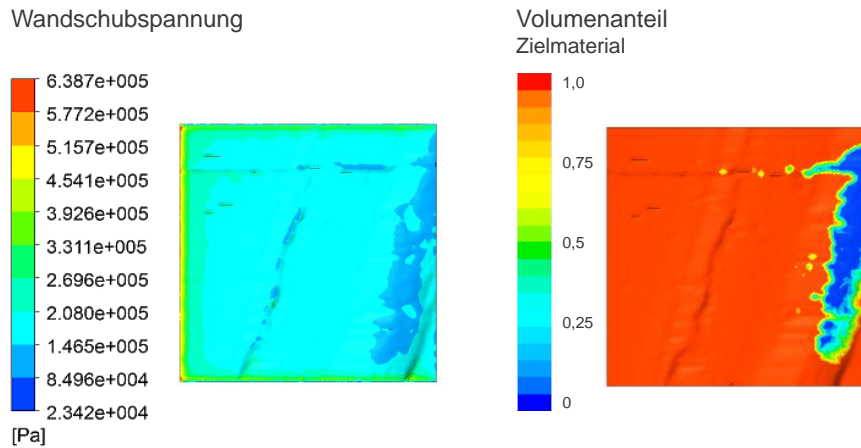 Wandschubspannung
6.387e+005
5.772e+005
5.157e+005
4.541e+005
3.926e+005
3.311e+005
2.696e+005
2.080e+005
1.465e+005
8.496e+004
2.342e+004
[Pa]
Volumenanteil
Zielmaterial
1,0
0,75
0,5
0,25
0